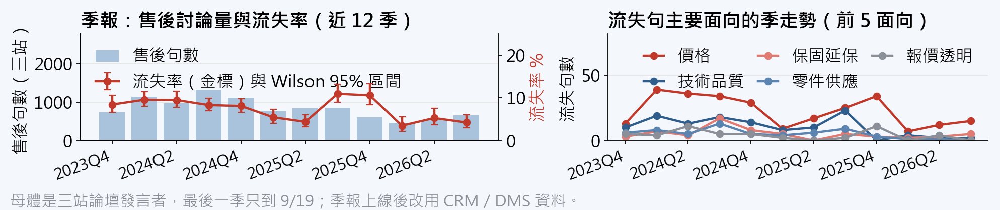 季報：售後討論量與流失率（近 12 季）
售後句數（三站）
2000
1000
0
售後句數
流失率（金標）與 Wilson 95% 區間
20
10
0
流失率 %
2023Q4
2024Q2
2024Q4
2025Q2
2025Q4
2026Q2
流失句主要面向的季走勢（前 5 面向）
流失句數
50
0
價格
保固延保
報價透明
技術品質
零件供應
2023Q4
2024Q2
2024Q4
2025Q2
2025Q4
2026Q2
母體是三站論壇發言者，最後一季只到 9/19；季報上線後改用 CRM / DMS 資料。